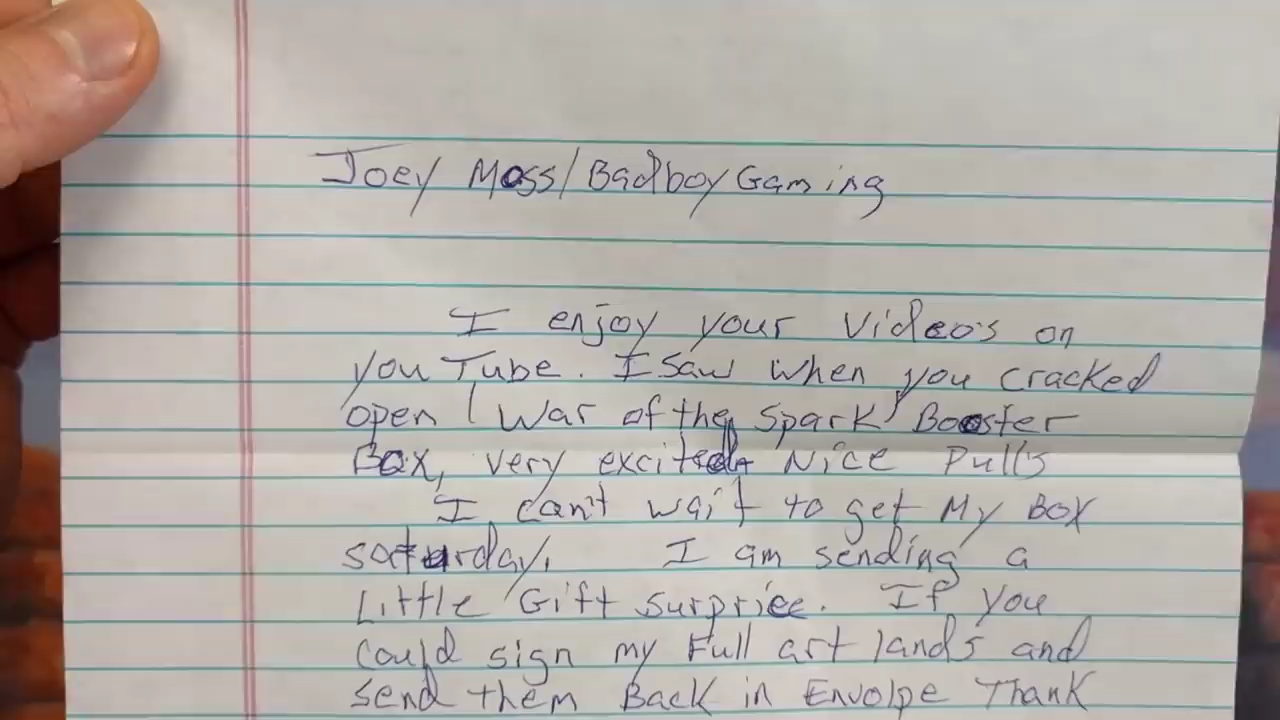 Joey Moss/Badboy Gaming
I enjoy your Video's on
you Tube. I saw when you cracked
open "War of the Spark" Booster
Box, very excited Nice Pulls
I can't wait to get My Box
saturday. I am sending a
Little Gift surpriee. If you
could sign my Full art lands and
send them Back in Envolpe Thank